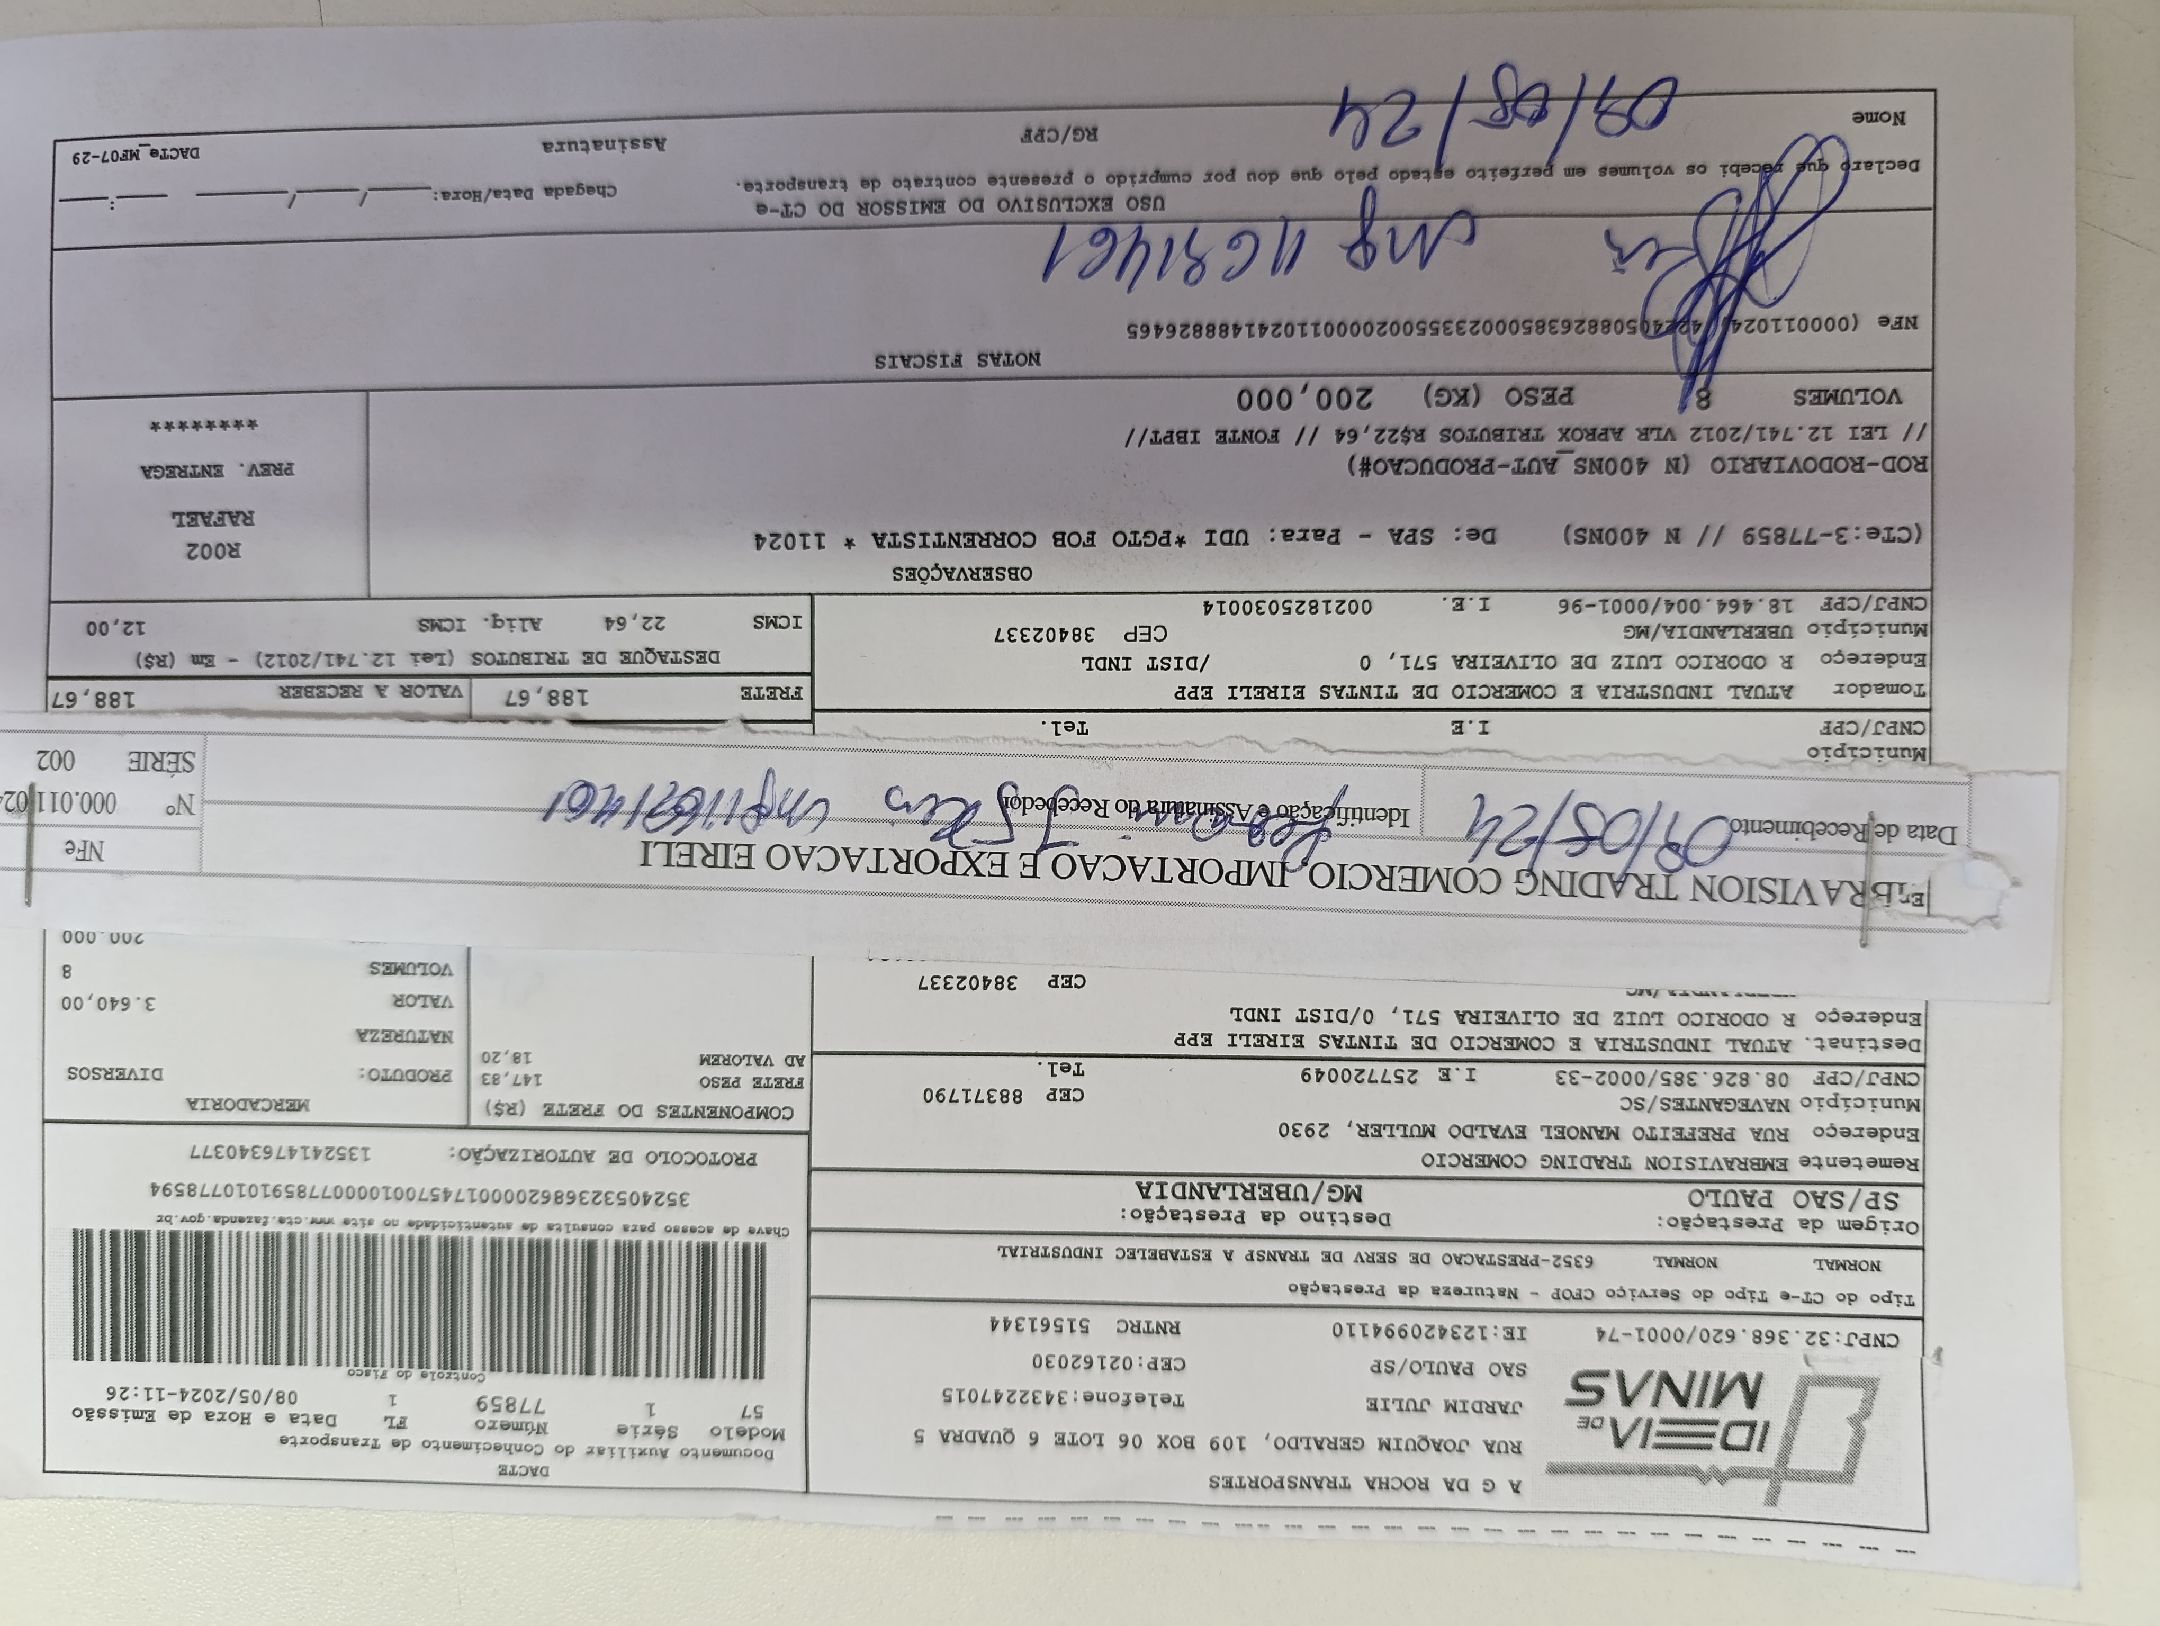 DACTE
Documento Auxiliar do Conhecimento de Transporte
Modelo Série Número FL Data e Hora de Emissão
57 1 77859 1 08/05/2024-11:26
Controle do Fisco
IDEIA DE MINAS
A G DA ROCHA TRANSPORTES
RUA JOAQUIM GERALDO, 109 BOX 06 LOTE 6 QUADRA 5
JARDIM JULIE Telefone:3432247015
SAO PAULO/SP CEP:02162030
CNPJ:32.368.620/0001-74 IE:123420994110 RNTRC 51561344
Tipo do CT-e Tipo do Serviço CFOP - Natureza da Prestação
NORMAL NORMAL 6352-PRESTACAO DE SERV DE TRANSP A ESTABELEC INDUSTRIAL
Chave de acesso para consulta de autenticidade no site www.cte.fazenda.gov.br
35240532368620000174570010000778591010778594
Origem da Prestação: Destino da Prestação:
SP/SAO PAULO MG/UBERLANDIA
PROTOCOLO DE AUTORIZAÇÃO: 135241476340377
Remetente EMBRAVISION TRADING COMERCIO
Endereço RUA PREFEITO MANOEL EVALDO MULLER, 2930
Município NAVEGANTES/SC CEP 88371790
CNPJ/CPF 08.826.385/0002-33 I.E 257720049 Tel.
COMPONENTES DO FRETE (R$)
FRETE PESO 147,83
AD VALOREM 18,20
MERCADORIA
PRODUTO: DIVERSOS
NATUREZA
VALOR 3.640,00
VOLUMES 8
200.000
Destinat. ATUAL INDUSTRIA E COMERCIO DE TINTAS EIRELI EPP
Endereço R ODORICO LUIZ DE OLIVEIRA 571, 0/DIST INDL
CEP 38402337
BRAVISION TRADING COMERCIO, IMPORTACAO E EXPORTACAO EIRELI
NFe
Nº 000.011.024
SÉRIE 002
Data de Recebimento
09/05/24
Identificação e Assinatura do Recebedor
Reis mg 11691461
Município
CNPJ/CPF I.E Tel.
Tomador ATUAL INDUSTRIA E COMERCIO DE TINTAS EIRELI EPP
Endereço R ODORICO LUIZ DE OLIVEIRA 571, 0 /DIST INDL
Município UBERLANDIA/MG CEP 38402337
CNPJ/CPF 18.464.004/0001-96 I.E. 0021825030014
FRETE 188,67 VALOR A RECEBER 188,67
DESTAQUE DE TRIBUTOS (Lei 12.741/2012) - Em (R$)
ICMS 22,64 Aliq. ICMS 12,00
OBSERVAÇÕES
(CTe:3-77859 // N 400NS) De: SPA - Para: UDI *PGTO FOB CORRENTISTA * 11024
ROD-RODOVIARIO (N 400NS_AUT-PRODUCAO#)
// LEI 12.741/2012 VLR APROX TRIBUTOS R$22,64 // FONTE IBPT//
VOLUMES 8 PESO (KG) 200,000
R002
RAFAEL
PREV. ENTREGA
*********
NOTAS FISCAIS
NFe (000011024)
mg 11691461
USO EXCLUSIVO DO EMISSOR DO CT-e
Chegada Data/Hora: ____/____/____ ___:___
Declaro que recebi os volumes em perfeito estado pelo que dou por cumprido o presente contrato de transporte.
Nome RG/CPF Assinatura
DACTe_MF07-29
09/05/24